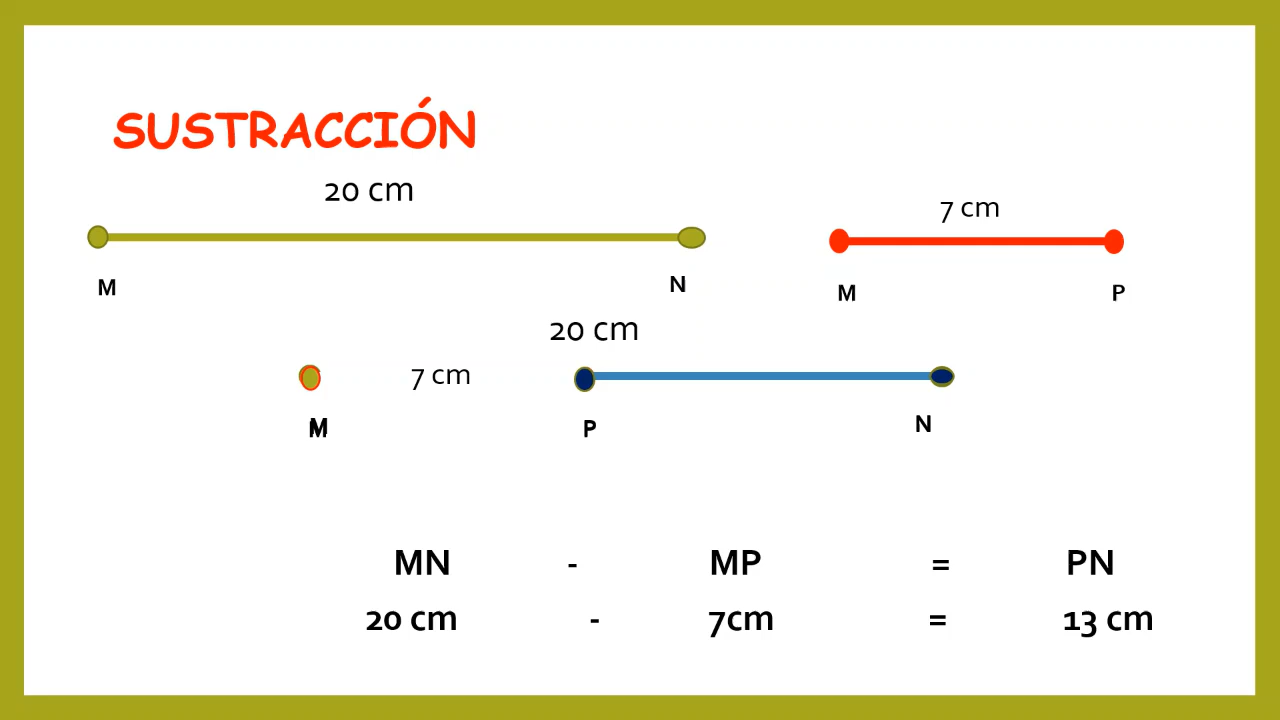 SUSTRACCIÓN
20 cm
7 cm
M N M P
20 cm
7 cm
M P N
MN - MP = PN
20 cm - 7cm = 13 cm